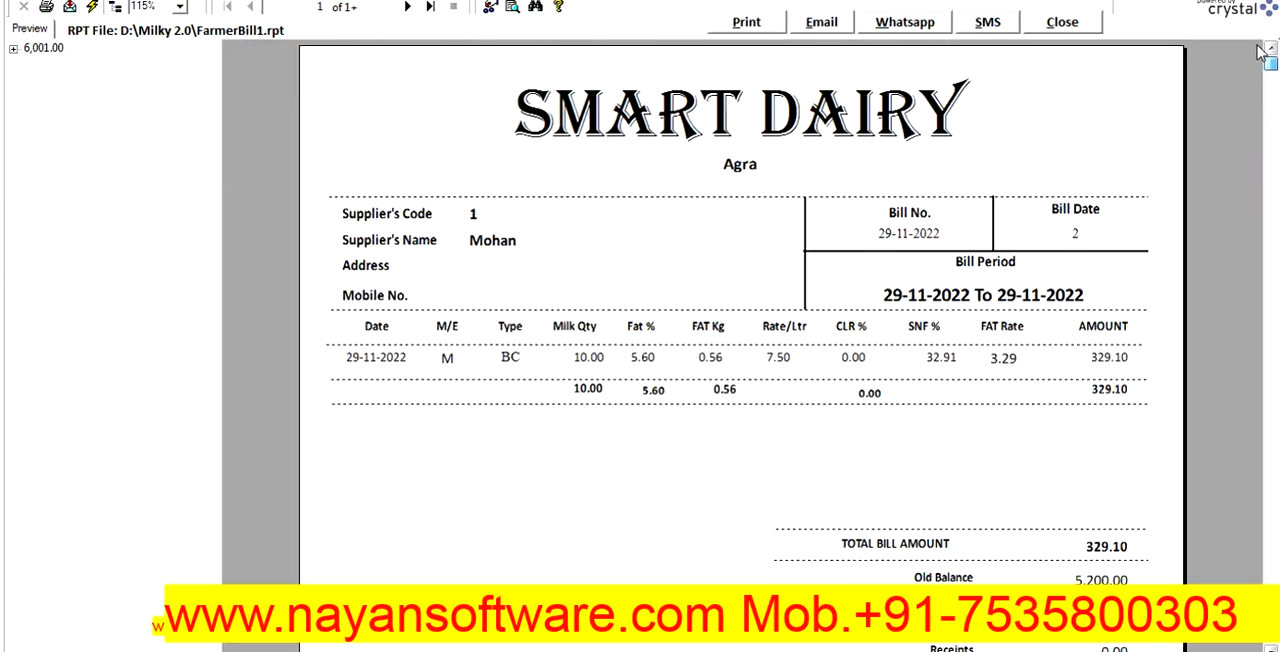 115%
1 of 1+
powered by
crystal
Print Email Whatsapp SMS Close
Preview RPT File: D:\Milky 2.0\FarmerBill1.rpt
6,001.00
SMART DAIRY
Agra
Supplier's Code 1 Bill No. Bill Date
29-11-2022 2
Supplier's Name Mohan
Address Bill Period
Mobile No. 29-11-2022 To 29-11-2022
Date M/E Type Milk Qty Fat % FAT Kg Rate/Ltr CLR % SNF % FAT Rate AMOUNT
29-11-2022 M BC 10.00 5.60 0.56 7.50 0.00 32.91 3.29 329.10
10.00 5.60 0.56 0.00 329.10
TOTAL BILL AMOUNT 329.10
Old Balance 5,200.00
wwww.nayansoftware.com Mob.+91-7535800303
Receipts 0.00